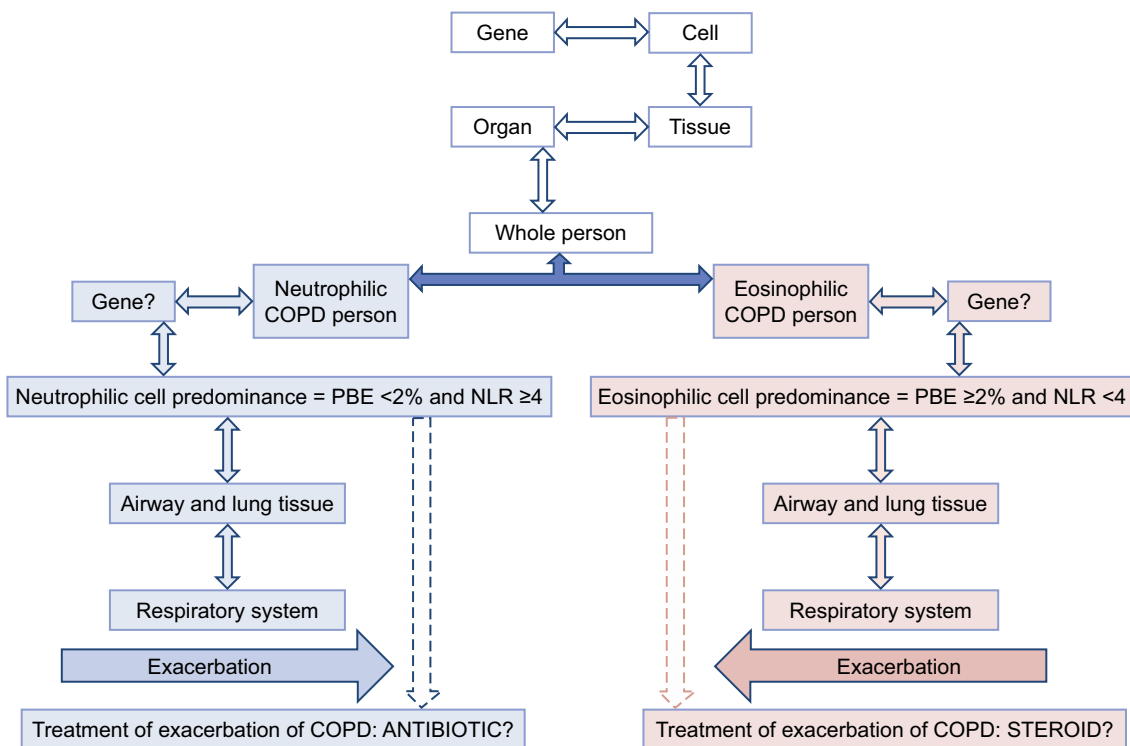 Gene
Cell
Organ
Tissue
Whole person
Gene?
Neutrophilic
COPD person
Eosinophilic
COPD person
Gene?
Neutrophilic cell predominance = PBE <2% and NLR ≥4
Eosinophilic cell predominance = PBE ≥2% and NLR <4
Airway and lung tissue
Airway and lung tissue
Respiratory system
Respiratory system
Exacerbation
Exacerbation
Treatment of exacerbation of COPD: ANTIBIOTIC?
Treatment of exacerbation of COPD: STEROID?